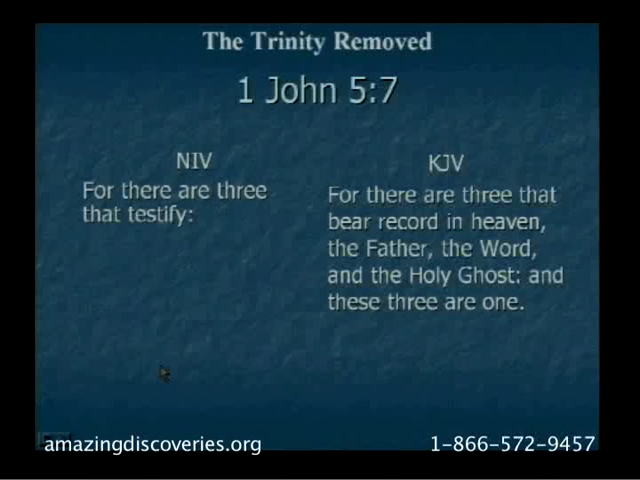 The Trinity Removed
1 John 5:7
NIV
For there are three
that testify:
KJV
For there are three that
bear record in heaven,
the Father, the Word,
and the Holy Ghost: and
these three are one.
amazingdiscoveries.org
1-866-572-9457